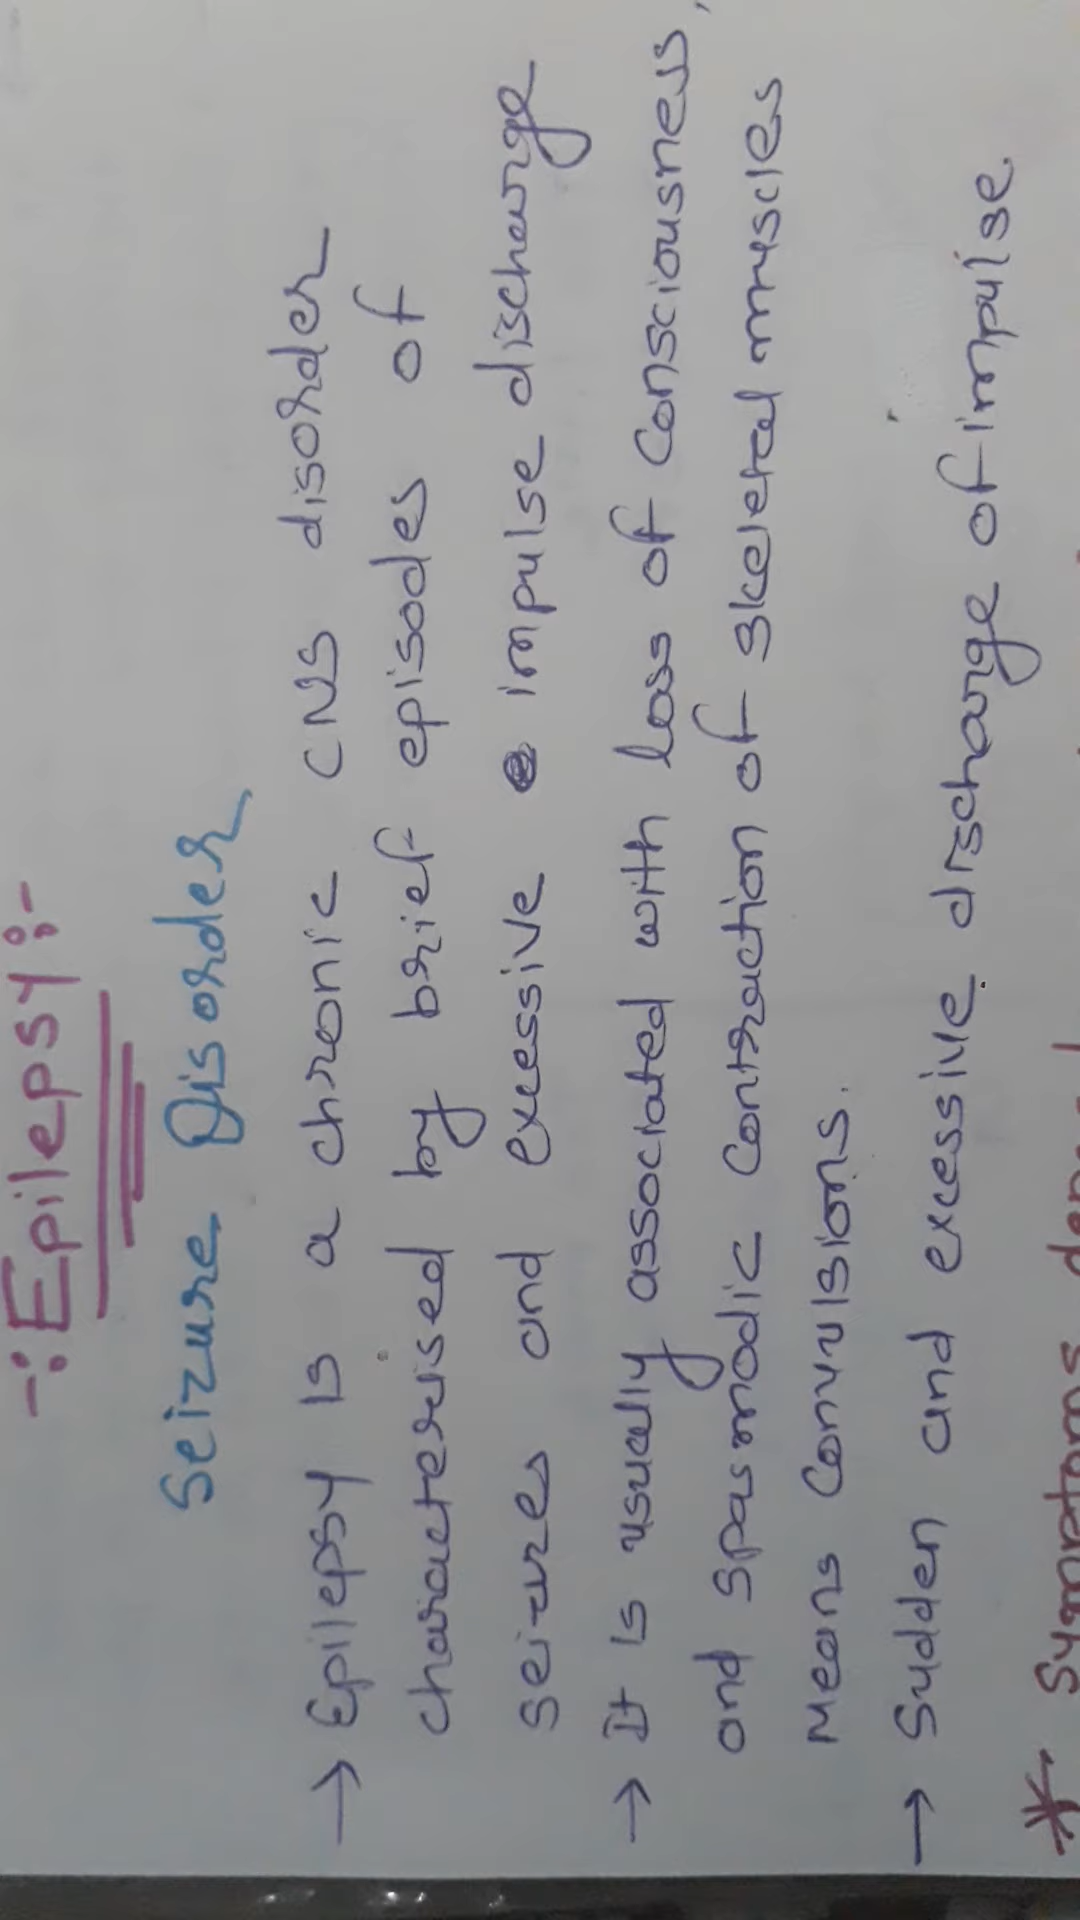 -:Epilepsy:-
Seizure Disorder
→ Epilepsy is a chronic CNS disorder
characterised by brief episodes of
seizures and excessive impulse discharge
→ It is usually associated with loss of consciousness,
and spasmodic contraction of skeletal muscles
Means convulsions.
→ Sudden and excessive discharge of impulse
* Symptoms